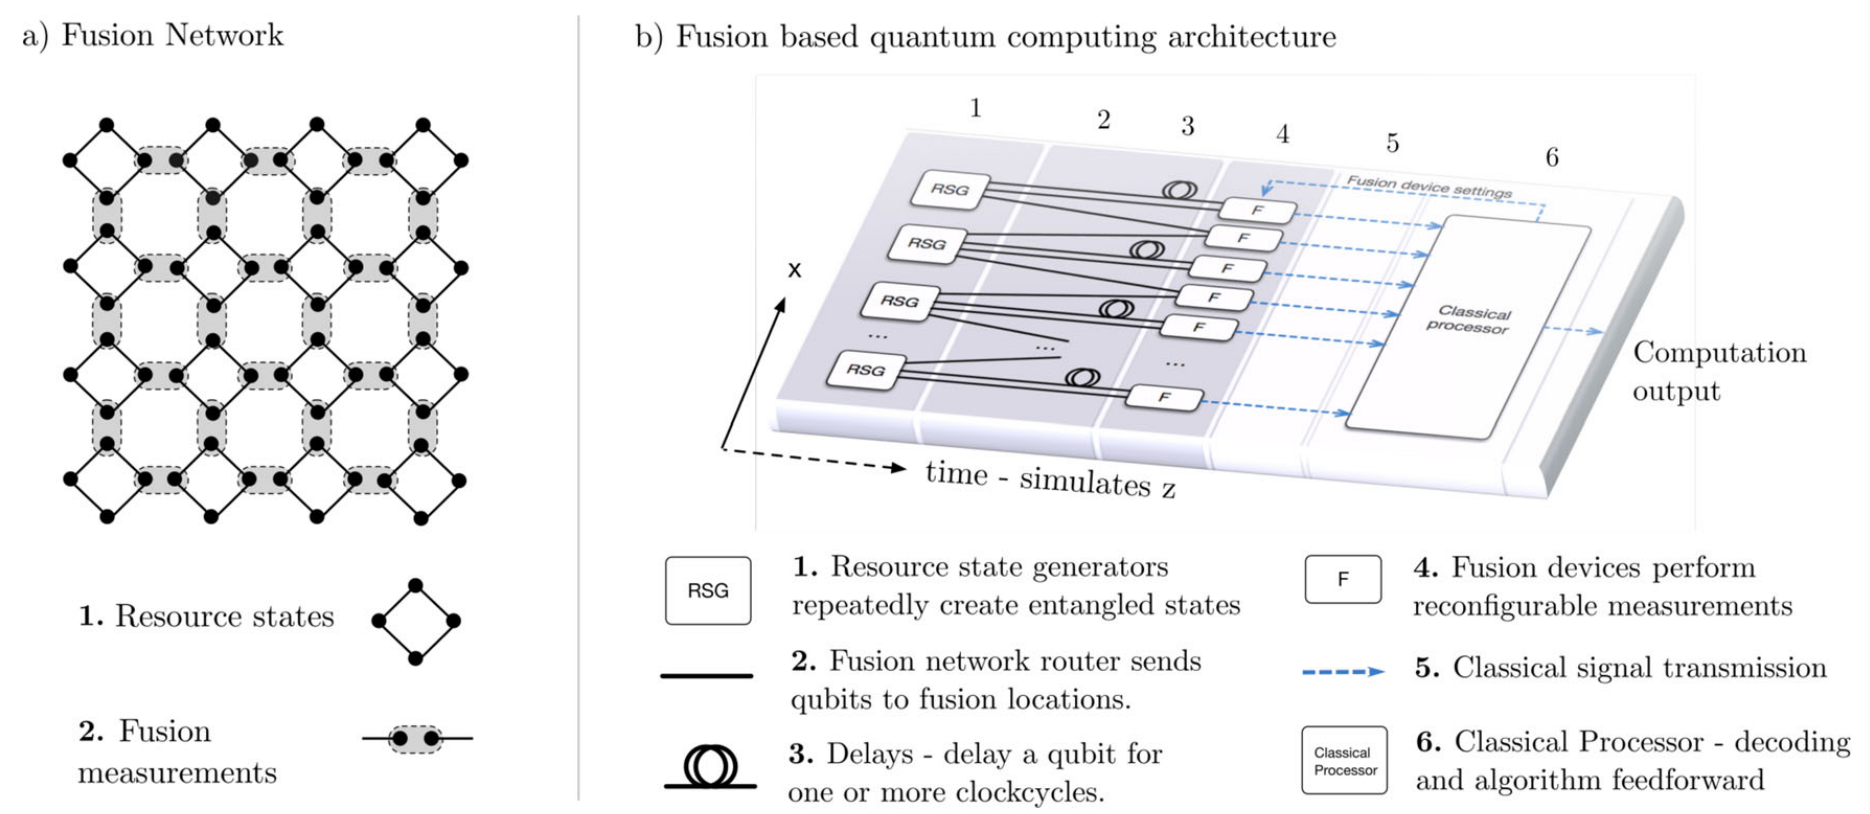 a) Fusion Network
1. Resource states
2. Fusion
measurements
b) Fusion based quantum computing architecture
1
2
3
4
5
6
Fusion device settings
RSG
F
F
RSG
F
RSG
F
F
...
...
...
RSG
F
Classical
processor
x
time - simulates z
Computation
output
RSG
1. Resource state generators
repeatedly create entangled states
2. Fusion network router sends
qubits to fusion locations.
3. Delays - delay a qubit for
one or more clockcycles.
F
4. Fusion devices perform
reconfigurable measurements
5. Classical signal transmission
Classical
Processor
6. Classical Processor - decoding
and algorithm feedforward